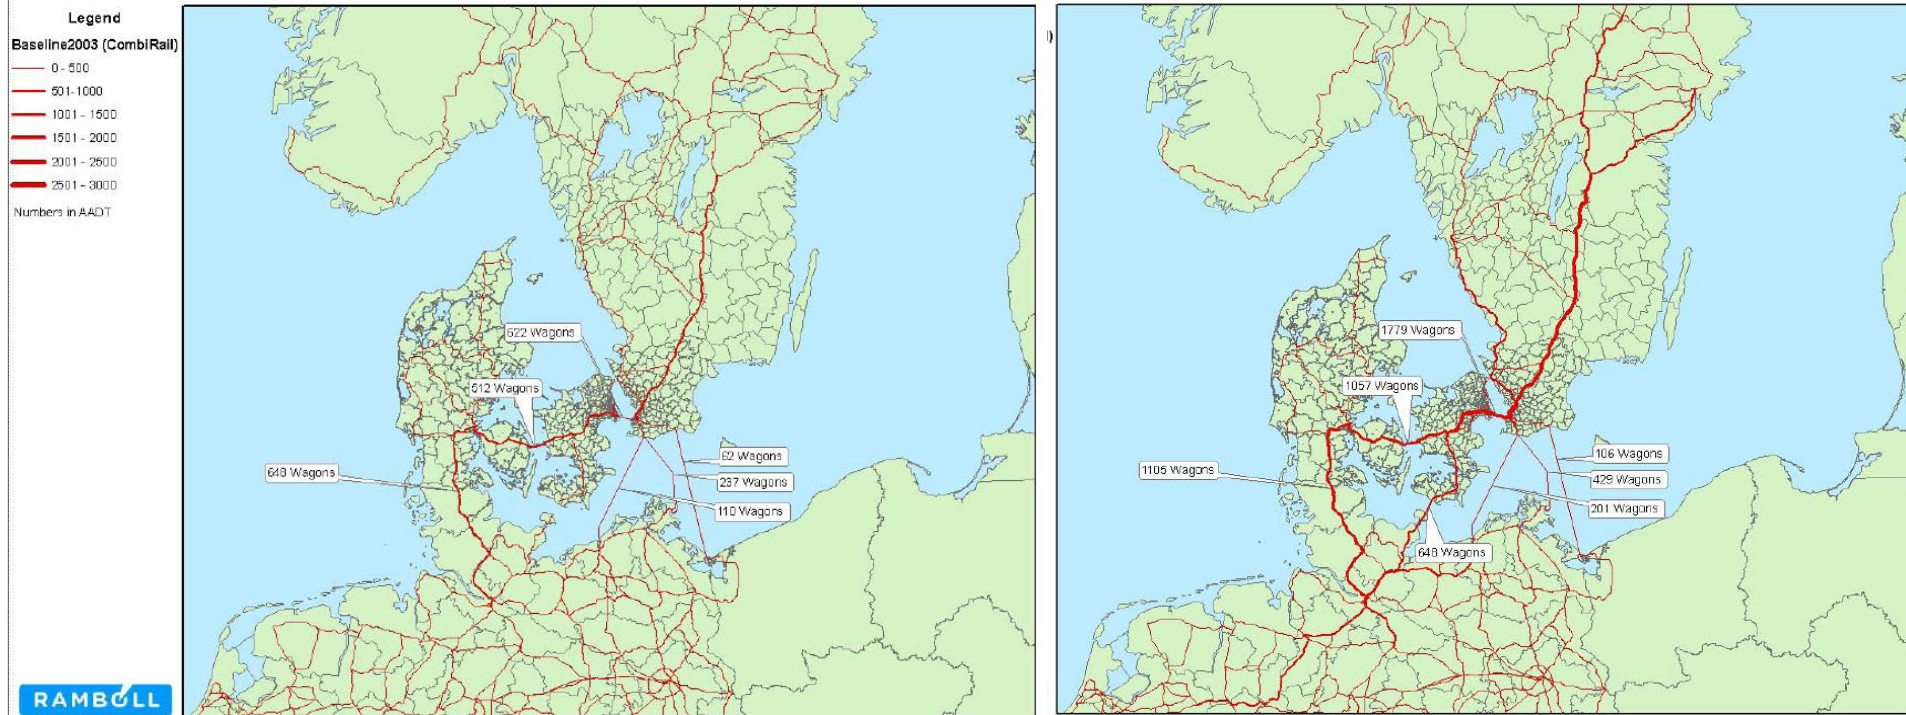 Legend
Baseline2003 (CombiRail)
0 - 500
501-1000
1001 - 1500
1501 - 2000
2001 - 2500
2501 - 3000
Numbers in AADT
RAMBOLL
622 Wagons
512 Wagons
648 Wagons
62 Wagons
237 Wagons
110 Wagons
)
1779 Wagons
1057 Wagons
1105 Wagons
106 Wagons
429 Wagons
201 Wagons
648 Wagons